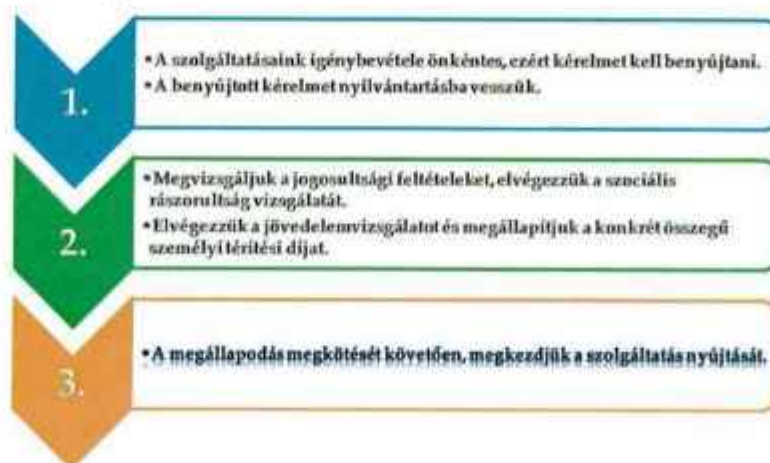 1.
• A szolgáltatásaink igénybevétele önkéntes, ezért kérelmet kell benyújtani.
• A benyújtott kérelmet nyilvántartásba vesszük.
2.
• Megvizsgáljuk a jogosultsági feltételeket, elvégezzük a szociális
rászorultság vizsgálatát.
• Elvégezzük a jövedelemvizsgálatot és megállapítjuk a konkrét összegű
személyi térítési díjat.
3.
• A megállapodás megkötését követően, megkezdjük a szolgáltatás nyújtását.